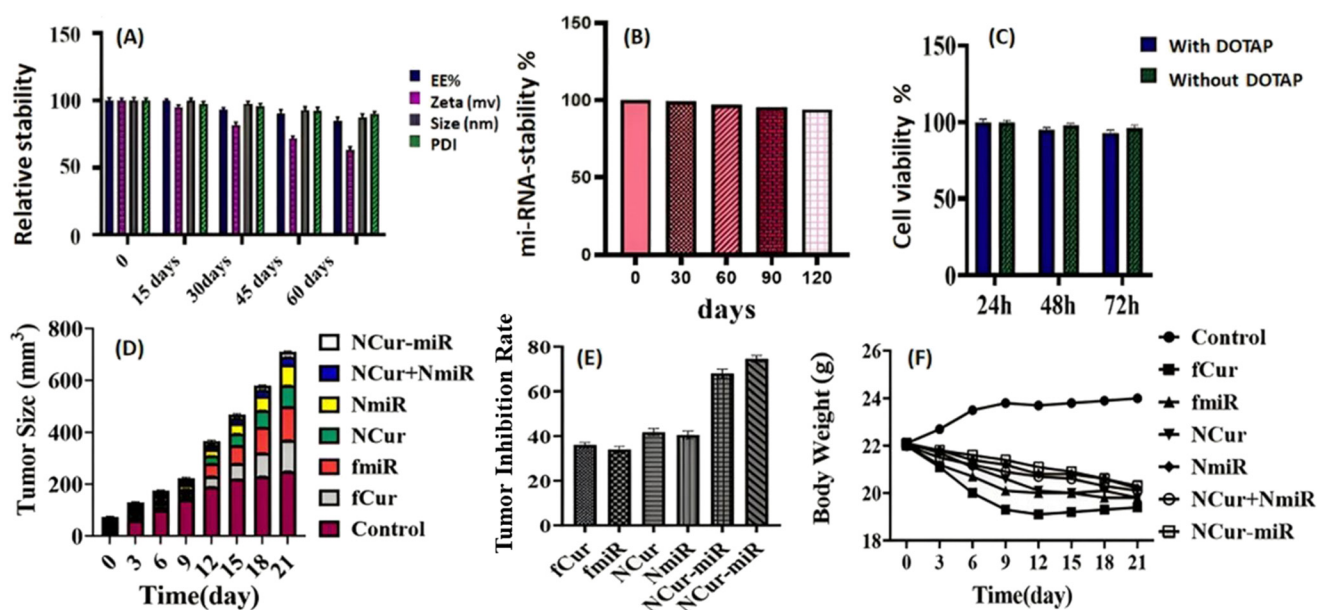 (A)
Relative stability
150
100
50
0
0
15 days
30days
45 days
60 days
EE%
Zeta (mv)
Size (nm)
PDI
(B)
mi-RNA-stability %
150
100
50
0
0 30 60 90 120
days
(C)
Cell viability %
150
100
50
0
24h 48h 72h
With DOTAP
Without DOTAP
(D)
Tumor Size (mm³)
800
600
400
200
0
0 3 6 9 12 15 18 21
Time(day)
NCur-miR
NCur+NmiR
NmiR
NCur
fmiR
fCur
Control
(E)
Tumor Inhibition Rate
80
60
40
20
0
fCur
fmiR
NCur
NmiR
NCur-miR
NCur-miR
(F)
Body Weight (g)
26
24
22
20
18
0 3 6 9 12 15 18 21
Time(day)
Control
fCur
fmiR
NCur
NmiR
NCur+NmiR
NCur-miR